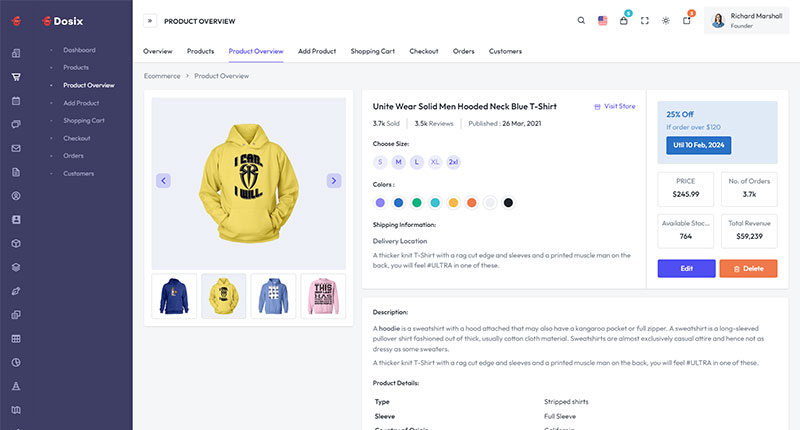 Dosix
Dashboard
Products
Product Overview
Add Product
Shopping Cart
Checkout
Orders
Customers
PRODUCT OVERVIEW
6
3
Richard Marshall
Founder
Overview
Products
Product Overview
Add Product
Shopping Cart
Checkout
Orders
Customers
Ecommerce > Product Overview
I CAN,
I WILL
THIS
HAS
Unite Wear Solid Men Hooded Neck Blue T-Shirt
Visit Store
3.7k Sold
3.5k Reviews
Published : 26 Mar, 2021
Choose Size:
S M L XL 2xl
Colors :
Shipping Information:
Delivery Location
A thicker knit T-Shirt with a rag cut edge and sleeves and a printed muscle man on the
back, you will feel #ULTRA in one of these.
25% Off
If order over $120
Util 10 Feb, 2024
PRICE
$245.99
No. of Orders
3.7k
Available Stac...
764
Total Revenue
$59,239
Edit
Delete
Description:
A hoodie is a sweatshirt with a hood attached that may also have a kangaroo pocket or full zipper. A sweatshirt is a long-sleeved
pullover shirt fashioned out of thick, usually cotton cloth material. Sweatshirts are almost exclusively casual attire and hence not as
dressy as some sweaters.
A thicker knit T-Shirt with a rag cut edge and sleeves and a printed muscle man on the back, you will feel #ULTRA in one of these.
Product Details:
Type
Stripped shirts
Sleeve
Full Sleeve
Country of Origin
California